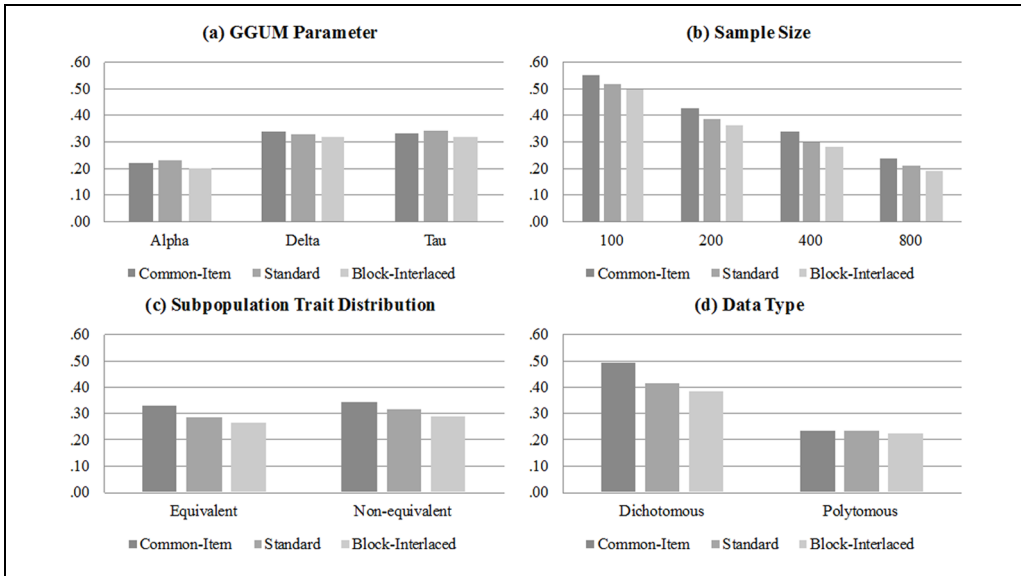 (a) GGUM Parameter
.60
.50
.40
.30
.20
.10
.00
Alpha Delta Tau
Common-Item Standard Block-Interlaced
(b) Sample Size
.60
.50
.40
.30
.20
.10
.00
100 200 400 800
Common-Item Standard Block-Interlaced
(c) Subpopulation Trait Distribution
.60
.50
.40
.30
.20
.10
.00
Equivalent Non-equivalent
Common-Item Standard Block-Interlaced
(d) Data Type
.60
.50
.40
.30
.20
.10
.00
Dichotomous Polytomous
Common-Item Standard Block-Interlaced